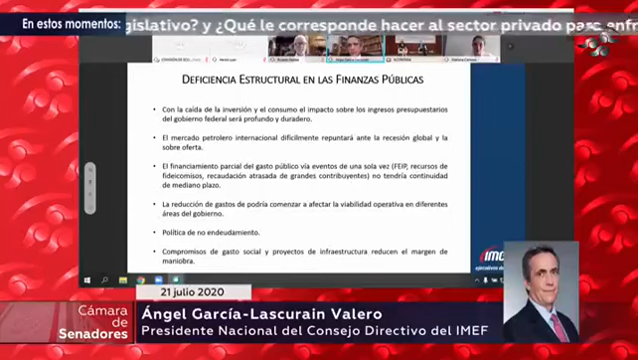 En estos momentos: gislativo? y ¿Qué le corresponde hacer al sector privado para enfr
DEFICIENCIA ESTRUCTURAL EN LAS FINANZAS PÚBLICAS
• Con la caída de la inversión y el consumo el impacto sobre los ingresos presupuestarios
del gobierno federal será profundo y duradero.
• El mercado petrolero internacional difícilmente repuntará ante la recesión global y la
sobre oferta.
• El financiamiento parcial del gasto público vía eventos de una sola vez (FEIP, recursos de
fideicomisos, recaudación atrasada de grandes contribuyentes) no tendría continuidad
de mediano plazo.
• La reducción de gastos de podría comenzar a afectar la viabilidad operativa en diferentes
áreas del gobierno.
• Política de no endeudamiento.
• Compromisos de gasto social y proyectos de infraestructura reducen el margen de
maniobra.
imc
ejecutivos de
21 julio 2020
Cámara
de
Senadores
Ángel García-Lascurain Valero
Presidente Nacional del Consejo Directivo del IMEF